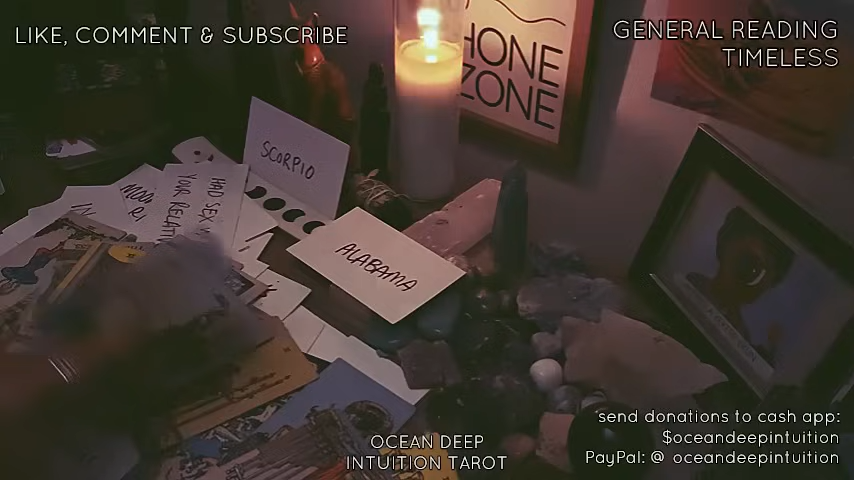 LIKE, COMMENT & SUBSCRIBE
GENERAL READING
TIMELESS
HONE
ZONE
SCORPIO
HAD SEX
YOUR RELATI
ALABAMA
send donations to cash app:
$oceandeepintuition
PayPal: @ oceandeepintuition
OCEAN DEEP
INTUITION TAROT